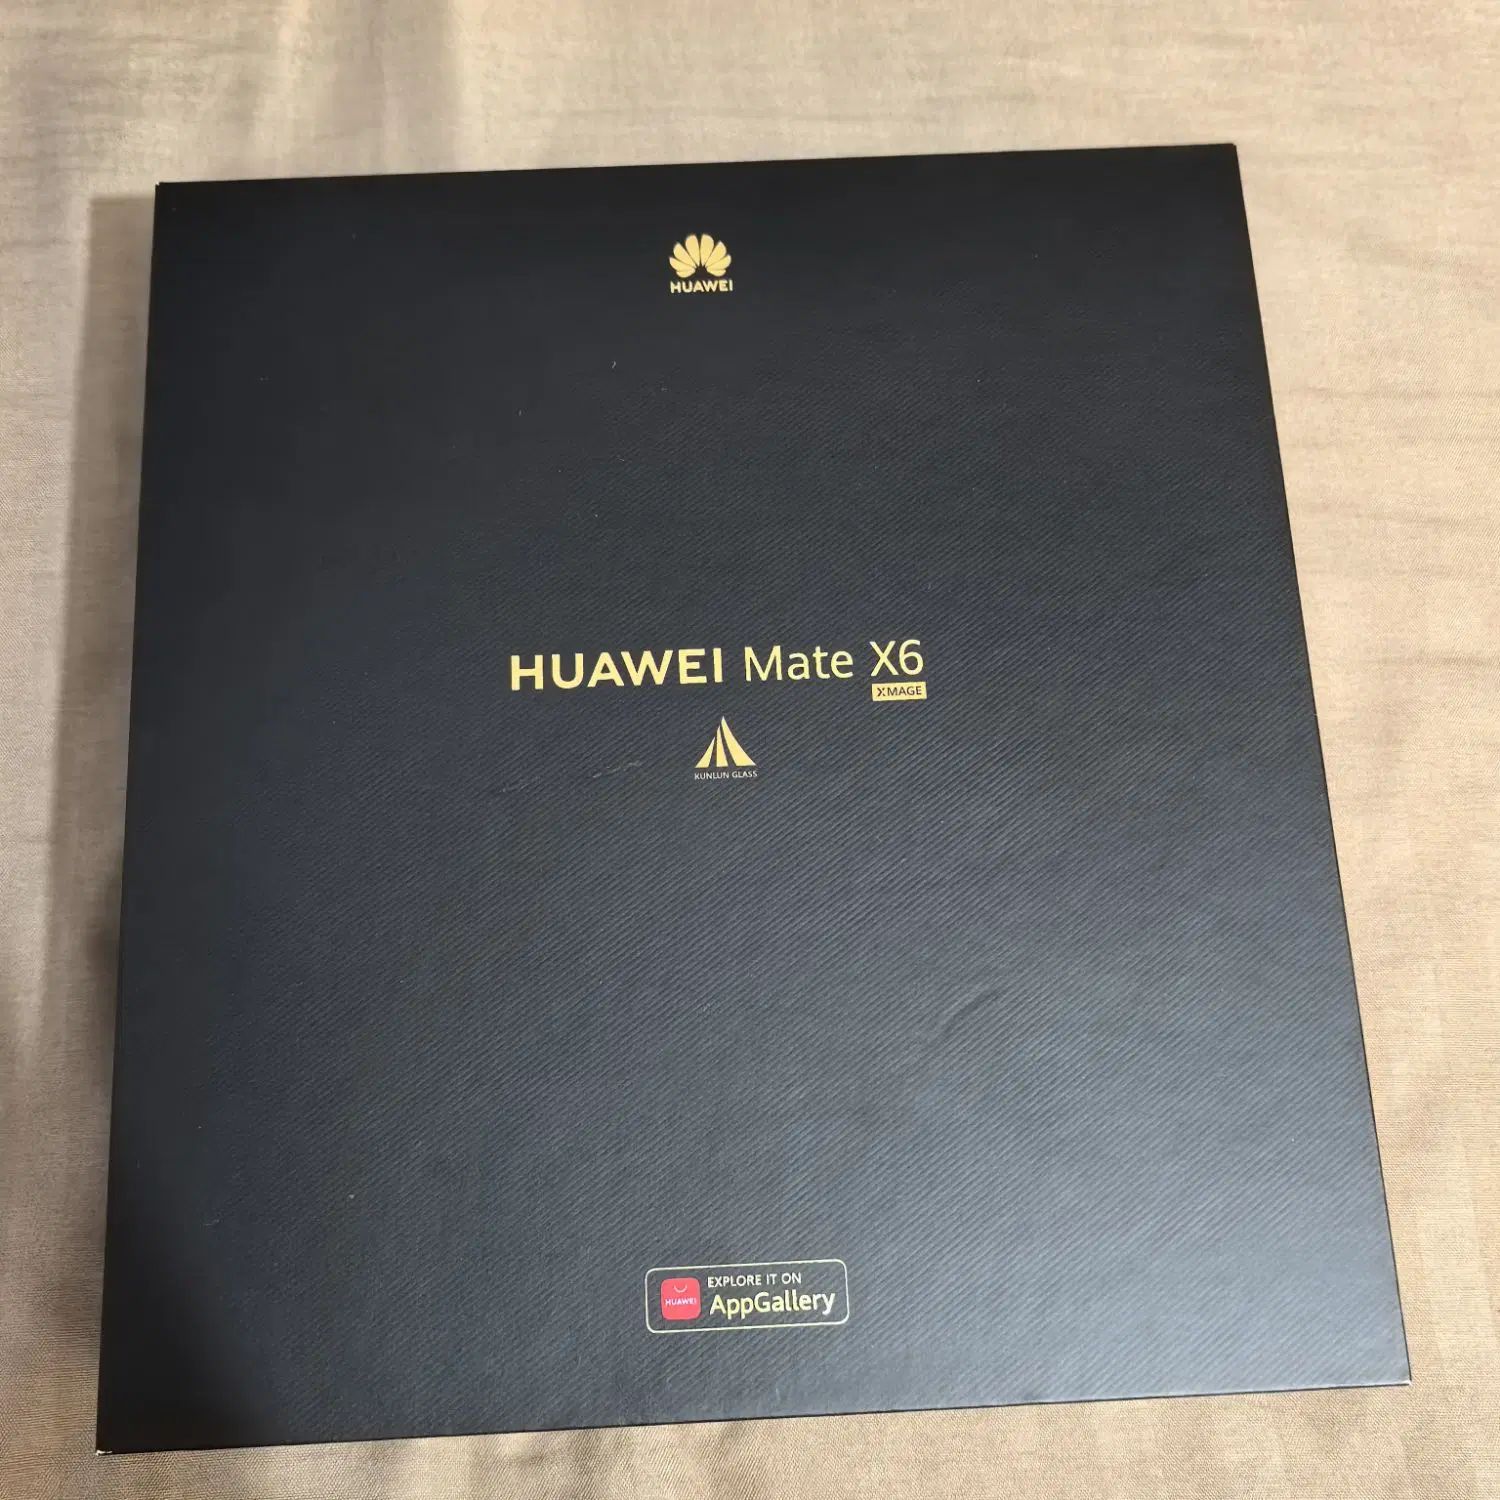 HUAWEI
HUAWEI Mate X6
XMAGE
KUNLUN GLASS
EXPLORE IT ON
HUAWEI
AppGallery